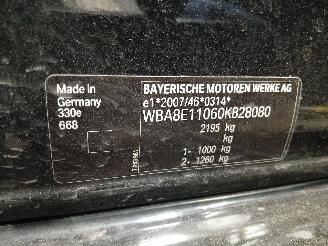 BAYERISCHE MOTOREN WERKE AG
Made in
Germany
330e
668
e1*2007/46*0314*
WBA8E11060K828080
2195 kg
kg
1- 1000 kg
2- 1260 kg